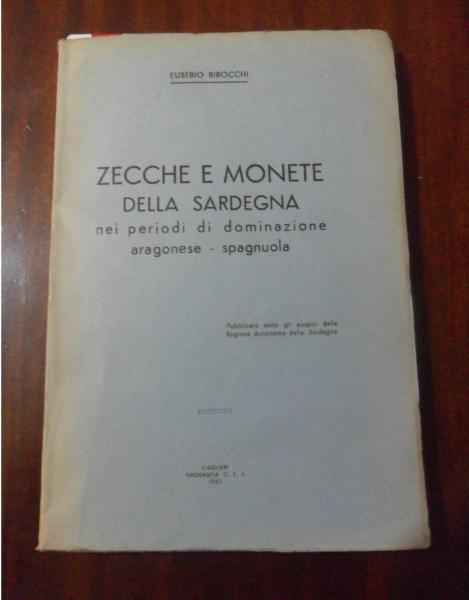 EUSEBIO BIROCCHI
ZECCHE E MONETE
DELLA SARDEGNA
nei periodi di dominazione
aragonese - spagnuola
Pubblicato sotto gli auspici della
Regione Autonoma della Sardegna
CAGLIARI
TIPOGRAFIA C. E. L.